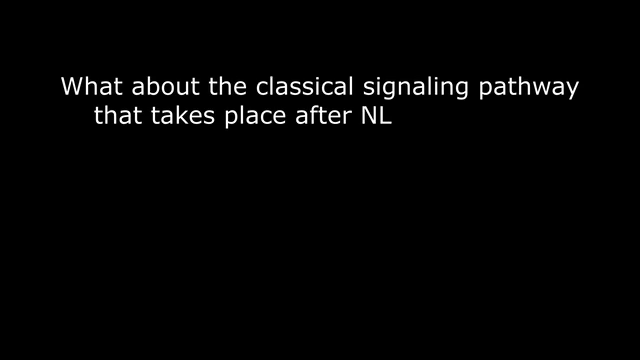 What about the classical signaling pathway
that takes place after NL